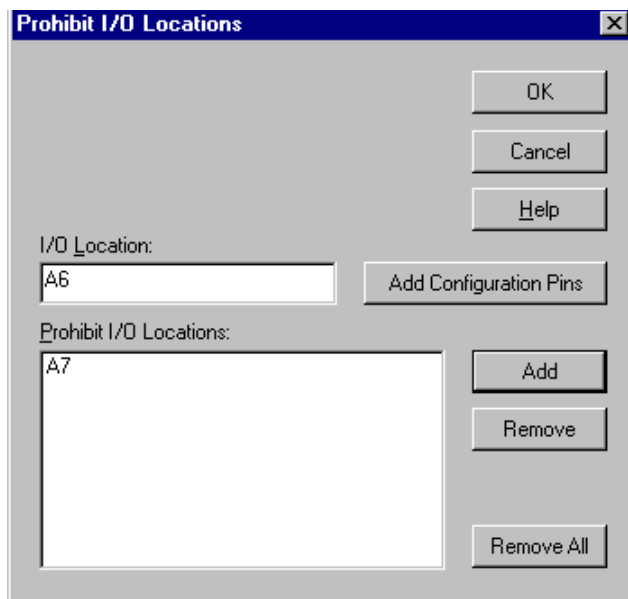 Prohibit I/O Locations
OK
Cancel
Help
I/O Location:
A6
Add Configuration Pins
Prohibit I/O Locations:
A7
Add
Remove
Remove All